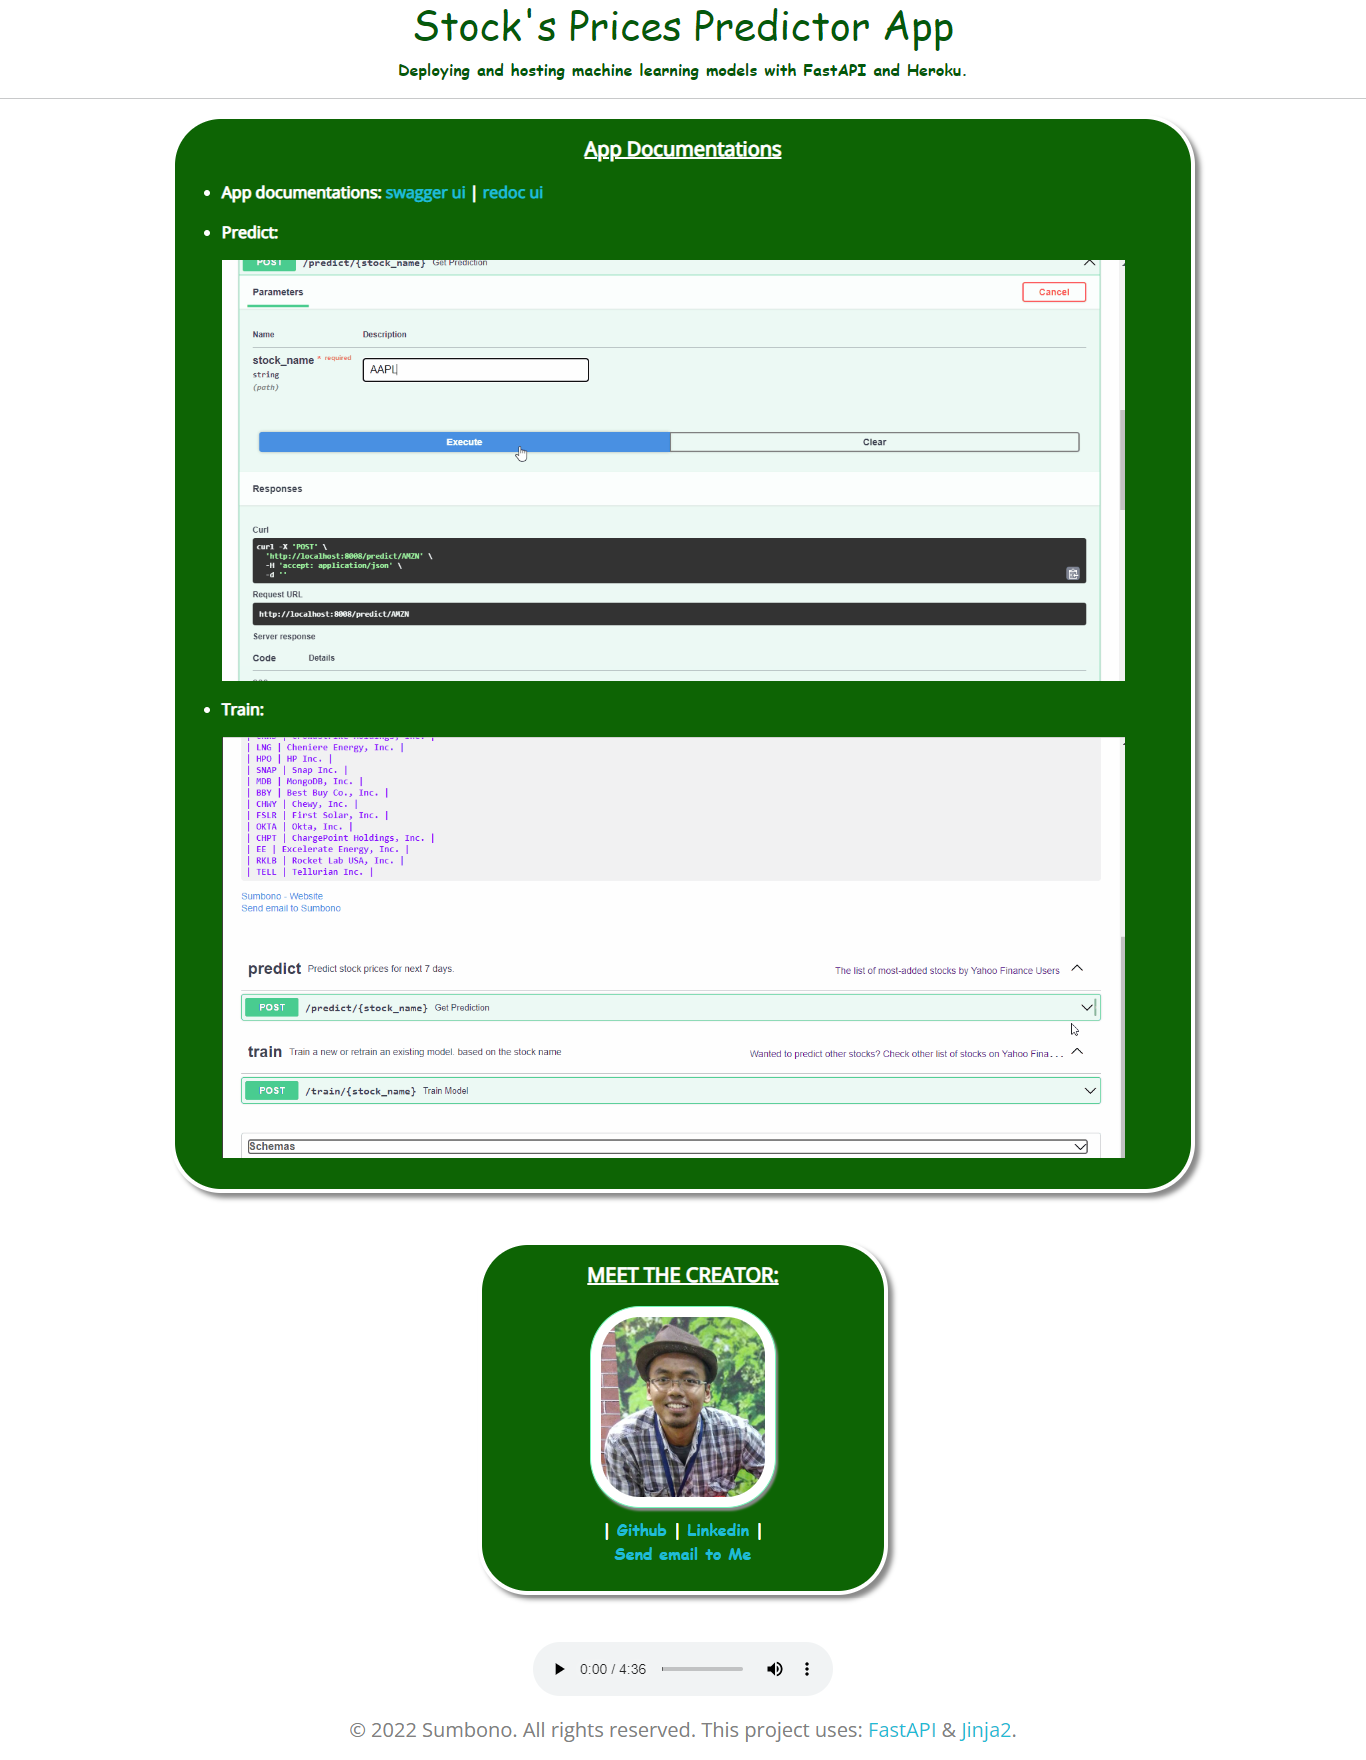 Stock's Prices Predictor App
Deploying and hosting machine learning models with FastAPI and Heroku.
App Documentations
App documentations: swagger ui | redoc ui
Predict:
POST /predict/{stock_name} Get Prediction
Parameters
Cancel
Name Description
stock_name * required
string
(path)
AAPL
Execute Clear
Responses
Curl
curl -X 'POST' \
'http://localhost:8008/predict/AMZN' \
-H 'accept: application/json' \
-d ''
Request URL
http://localhost:8008/predict/AMZN
Server response
Code Details
Train:
| LNG | Cheniere Energy, Inc. |
| HPQ | HP Inc. |
| SNAP | Snap Inc. |
| MDB | MongoDB, Inc. |
| BBY | Best Buy Co., Inc. |
| CHWY | Chewy, Inc. |
| FSLR | First Solar, Inc. |
| OKTA | Okta, Inc. |
| CHPT | ChargePoint Holdings, Inc. |
| EE | Excelerate Energy, Inc. |
| RKLB | Rocket Lab USA, Inc. |
| TELL | Tellurian Inc. |
Sumbono - Website
Send email to Sumbono
predict Predict stock prices for next 7 days. The list of most-added stocks by Yahoo Finance Users
POST /predict/{stock_name} Get Prediction
train Train a new or retrain an existing model. based on the stock name Wanted to predict other stocks? Check other list of stocks on Yahoo Fina...
POST /train/{stock_name} Train Model
Schemas
MEET THE CREATOR:
| Github | Linkedin |
Send email to Me
0:00 / 4:36
© 2022 Sumbono. All rights reserved. This project uses: FastAPI & Jinja2.